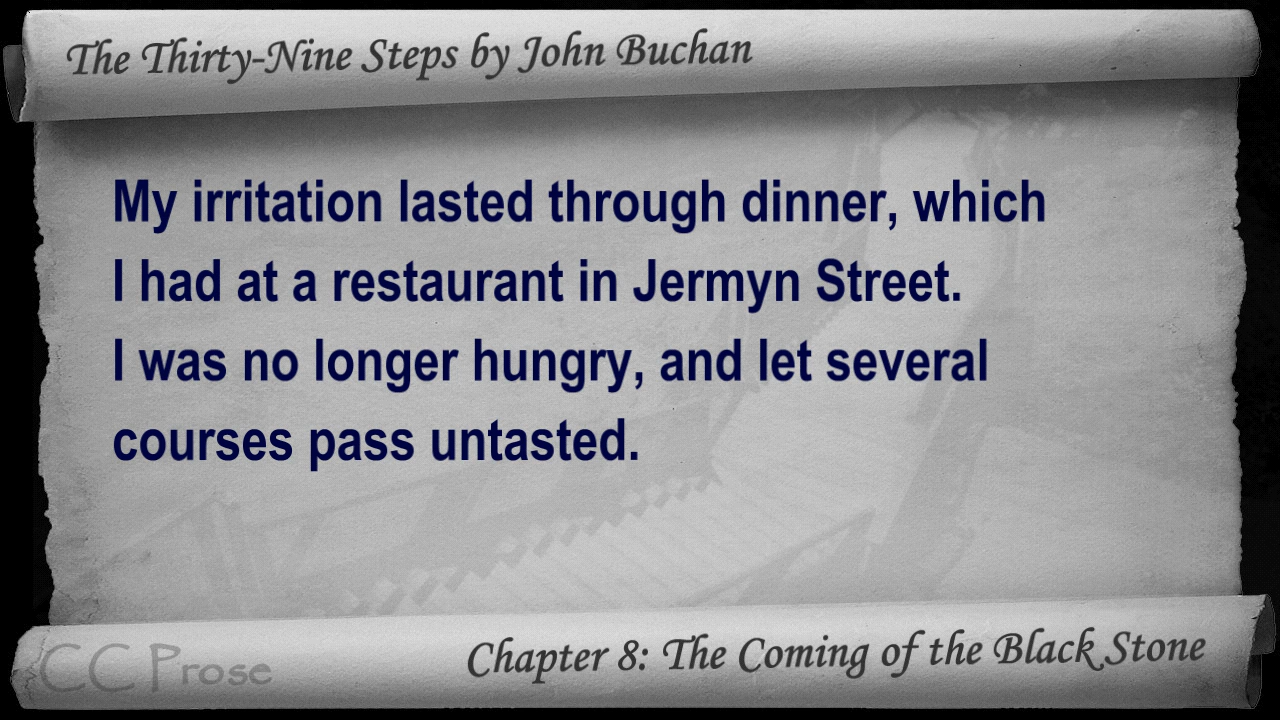 The Thirty-Nine Steps by John Buchan
My irritation lasted through dinner, which
I had at a restaurant in Jermyn Street.
I was no longer hungry, and let several
courses pass untasted.
CC Prose
Chapter 8: The Coming of the Black Stone